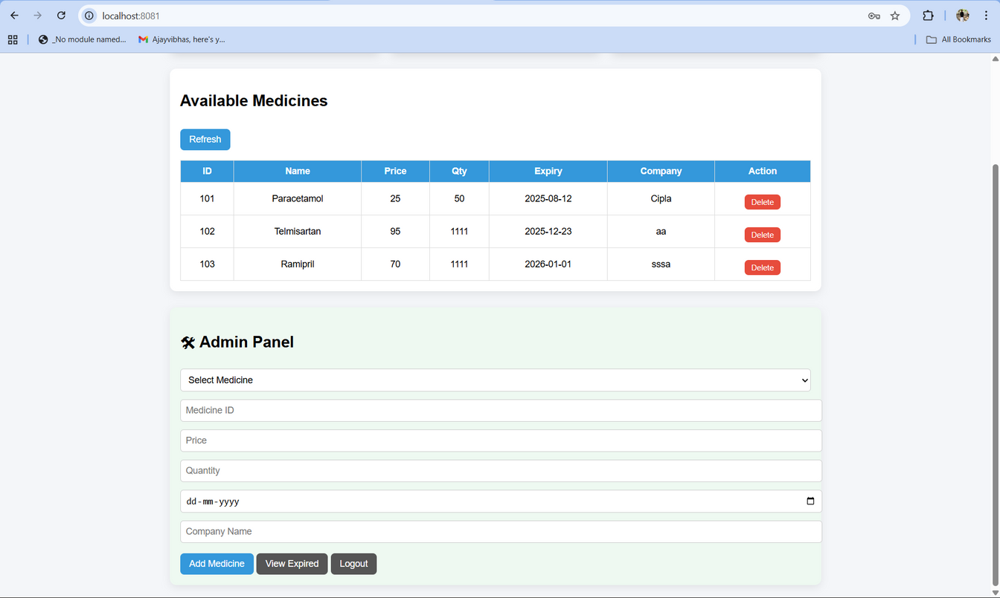 localhost:8081
_No module named...
Ajayvibhas, here's y...
All Bookmarks
Available Medicines
Refresh
ID Name Price Qty Expiry Company Action
101 Paracetamol 25 50 2025-08-12 Cipla Delete
102 Telmisartan 95 1111 2025-12-23 aa Delete
103 Ramipril 70 1111 2026-01-01 sssa Delete
🛠 Admin Panel
Select Medicine
Medicine ID
Price
Quantity
dd-mm-yyyy
Company Name
Add Medicine View Expired Logout